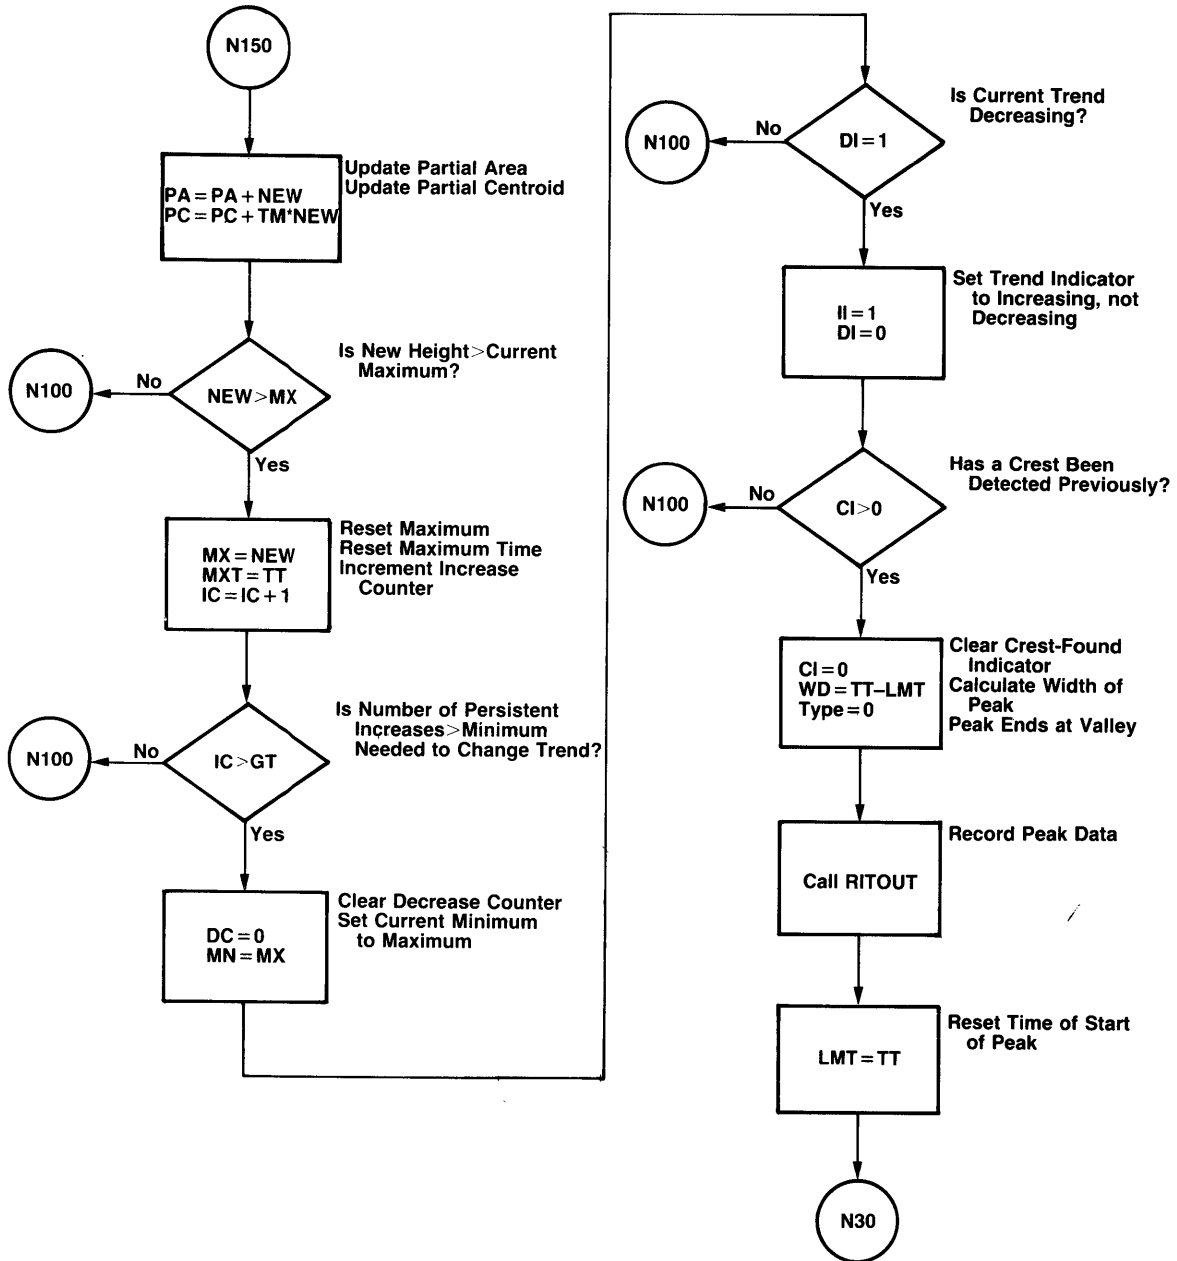 N150
PA=PA+NEW
PC=PC+TM*NEW
Update Partial Area
Update Partial Centroid
Is New Height>Current
Maximum?
NEW>MX
No
N100
Yes
MX=NEW
MXT=TT
IC=IC+1
Reset Maximum
Reset Maximum Time
Increment Increase
Counter
Is Number of Persistent
Increases>Minimum
Needed to Change Trend?
IC>GT
No
N100
Yes
DC=0
MN=MX
Clear Decrease Counter
Set Current Minimum
to Maximum
Is Current Trend
Decreasing?
DI=1
No
N100
Yes
II=1
DI=0
Set Trend Indicator
to Increasing, not
Decreasing
Has a Crest Been
Detected Previously?
CI>0
No
N100
Yes
CI=0
WD=TT–LMT
Type=0
Clear Crest-Found
Indicator
Calculate Width of
Peak
Peak Ends at Valley
Call RITOUT
Record Peak Data
LMT=TT
Reset Time of Start
of Peak
N30